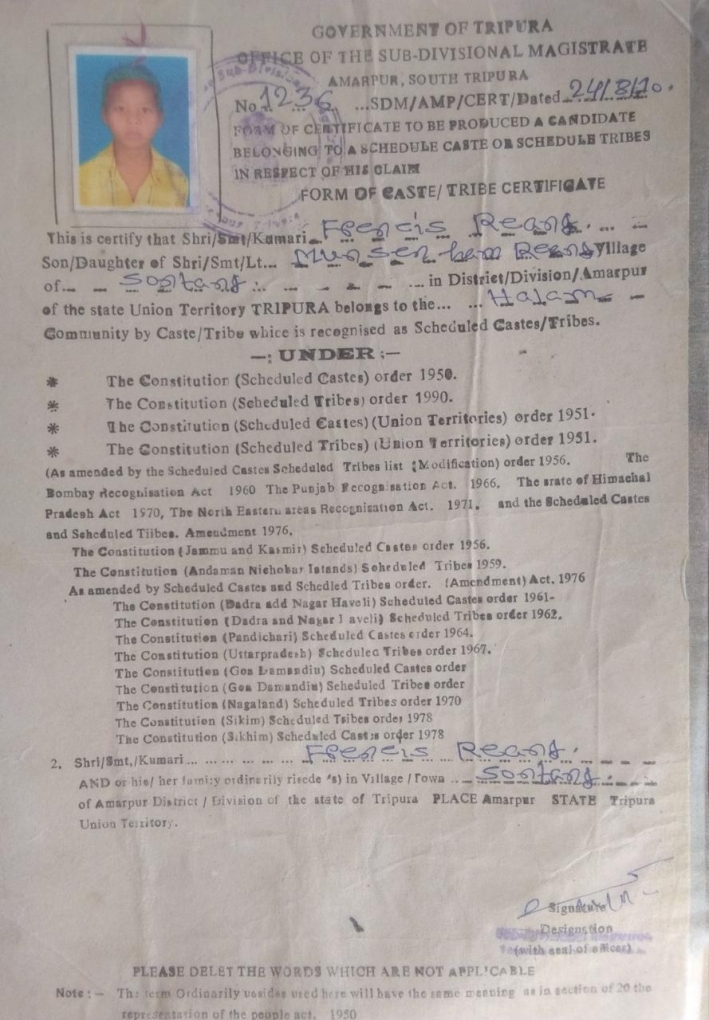 GOVERNMENT OF TRIPURA
OFFICE OF THE SUB-DIVISIONAL MAGISTRATE
AMARPUR, SOUTH TRIPURA
No 1236 ...SDM/AMP/CERT/Dated 24/8/10.
FORM OF CERTIFICATE TO BE PRODUCED A CANDIDATE
BELONGING TO A SCHEDULE CASTE OR SCHEDULE TRIBES
IN RESPECT OF HIS CLAIM
FORM OF CASTE/ TRIBE CERTIFICATE
This is certify that Shri/Smt/Kumari Frencis Reang.
Son/Daughter of Shri/Smt/Lt... Reang Village
of Sontang. in District/Division/Amarpur
of the state Union Territory TRIPURA belongs to the... ... Halam
Community by Caste/Tribe whice is recognised as Scheduled Castes/Tribes.
—: UNDER :—
* The Constitution (Scheduled Castes) order 1950.
* The Constitution (Scheduled Tribes) order 1990.
* The Constitution (Scheduled Castes) (Union Territories) order 1951-
* The Constitution (Scheduled Tribes) (Union Territories) order 1951.
(As amended by the Scheduled Castes Scheduled Tribes list (Modification) order 1956. The
Bombay Recognisation Act 1960 The Punjab Recognisation Act. 1966. The srate of Himachal
Pradesh Act 1970, The North Eastern areas Recognisation Act. 1971. and the Scheduled Castes
and Seheduled Tiibes. Amendment 1976.
The Constitution (Jammu and Kasmir) Scheduled Castes order 1956.
The Constitution (Andaman Nichobar Islands) Scheduled Tribes 1959.
As amended by Scheduled Castes and Schedled Tribes order. (Amendment) Act. 1976
The Constitution (Dadra add Nagar Haveli) Scheduled Castes order 1961-
The Constitution (Dadra and Nagar aveli) Scheduled Tribes order 1962.
The Constitution (Pandichari) Scheduled Castes order 1964.
The Constitution (Uttarpradesh) Scheduled Tribes order 1967.
The Constitution (Goa Damandiu) Scheduled Castes order
The Constitution (Goa Damandiu) Scheduled Tribes order
The Constitution (Nagaland) Scheduled Tribes order 1970
The Constitution (Sikim) Scheduled Tribes order 1978
The Constitution (Sikhim) Scheduled Castes order 1978
2. Shri/Smt,/Kumari... Frencis Reang.
AND or his/ her family ordinarily risede 's) in Village / Town ... Sontang.
of Amarpur District / Division of the state of Tripura PLACE Amarpur STATE Tripura
Union Territory.
Signature
Designation
(with seal of officer)
PLEASE DELET THE WORDS WHICH ARE NOT APPLICABLE
Note :— The term Ordinarily used here will have the same meaning as in section of 20 the
representation of the people act. 1950